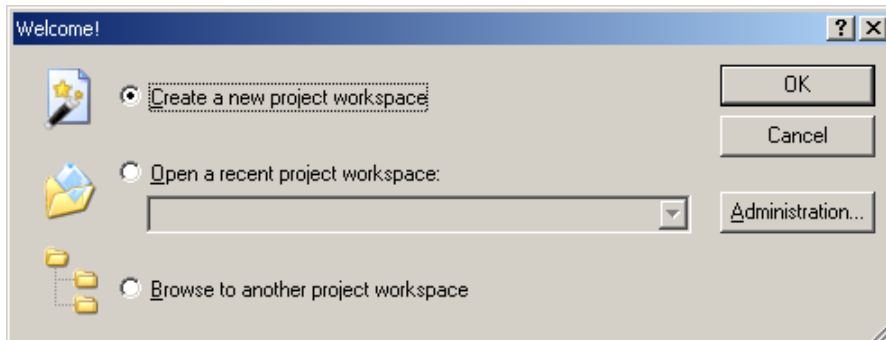 Welcome!
Create a new project workspace
OK
Cancel
Open a recent project workspace:
Administration...
Browse to another project workspace